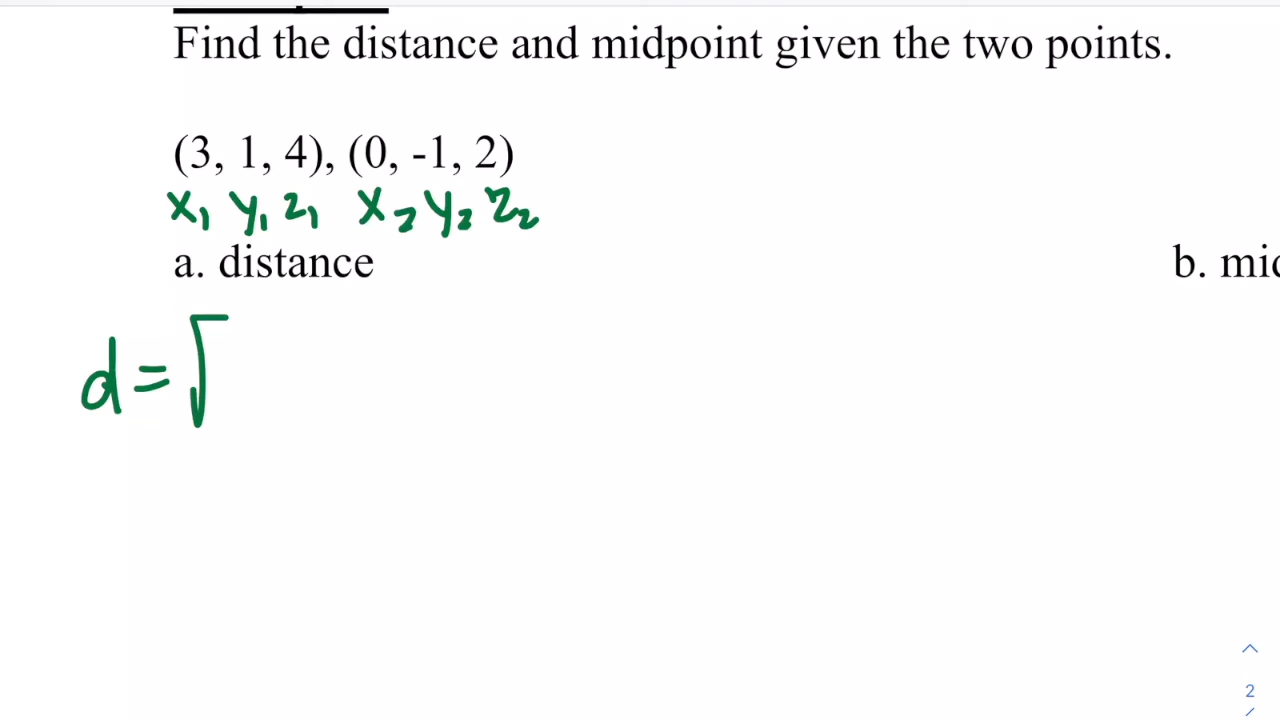 Find the distance and midpoint given the two points.
(3, 1, 4), (0, -1, 2)
x₁ y₁ z₁ x₂ y₂ z₂
a. distance
b. mid
d = √
2